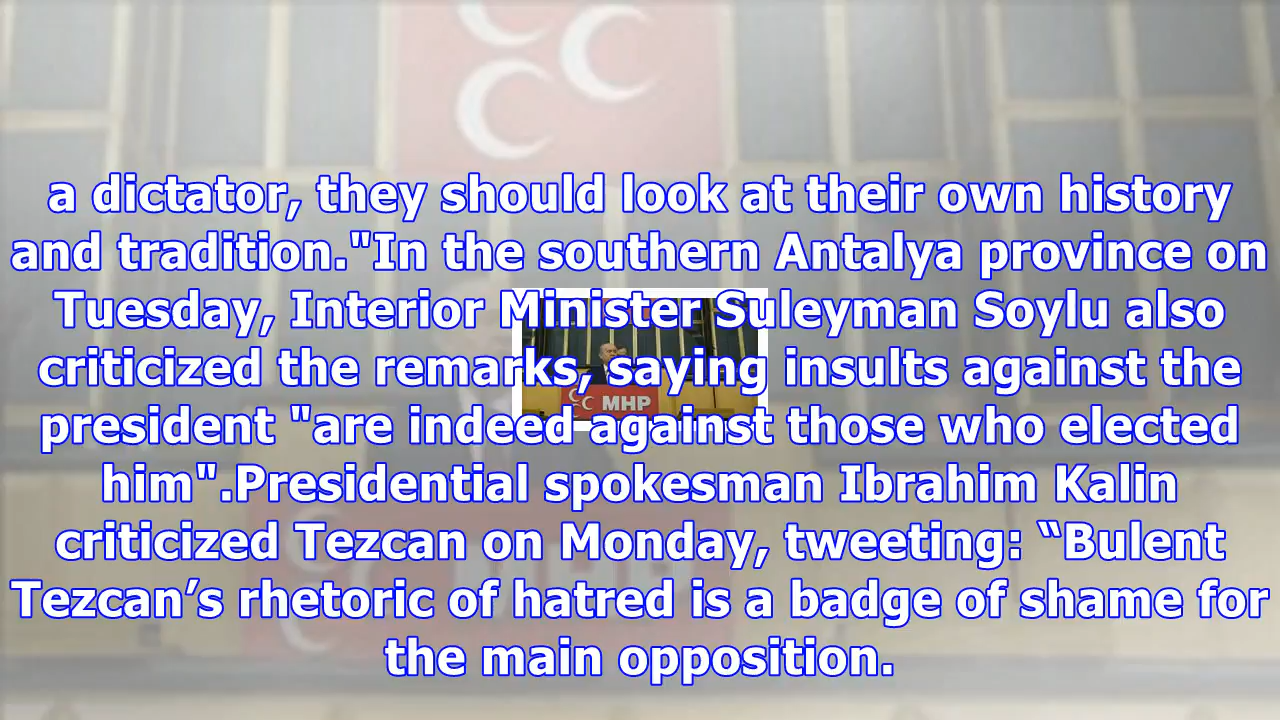 a dictator, they should look at their own history
and tradition."In the southern Antalya province on
Tuesday, Interior Minister Suleyman Soylu also
criticized the remarks, saying insults against the
president "are indeed against those who elected
him".Presidential spokesman Ibrahim Kalin
criticized Tezcan on Monday, tweeting: “Bulent
Tezcan’s rhetoric of hatred is a badge of shame for
the main opposition.
MHP